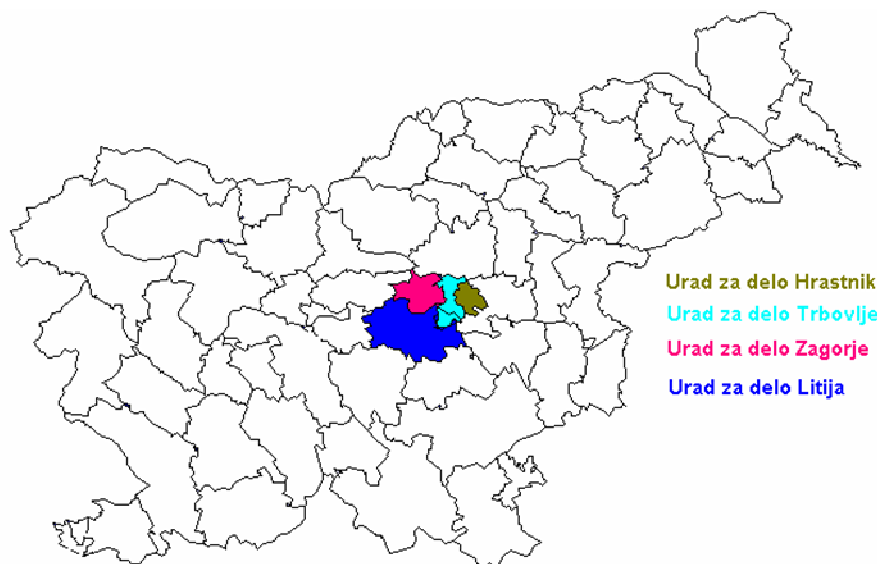 Urad za delo Hrastnik
Urad za delo Trbovlje
Urad za delo Zagorje
Urad za delo Litija